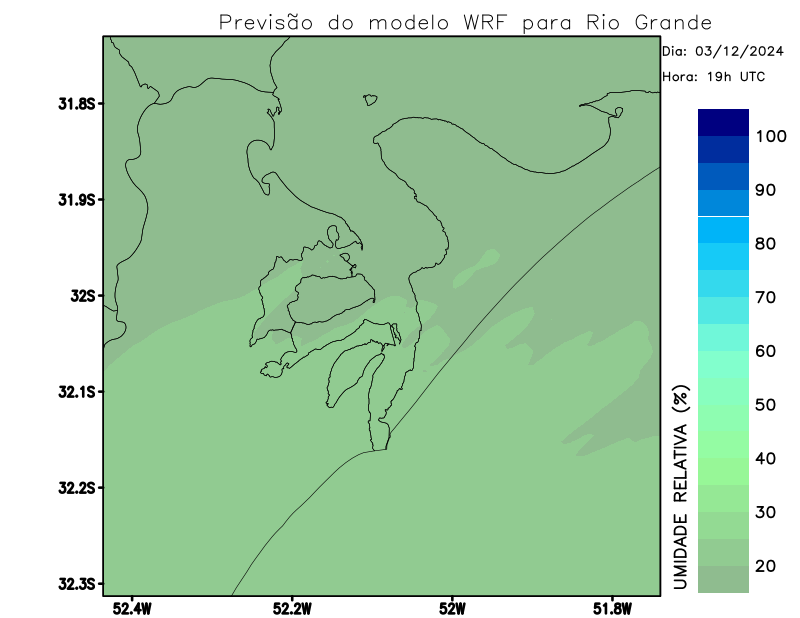 Previsão do modelo WRF para Rio Grande
Dia: 03/12/2024
Hora: 19h UTC
31.8S
31.9S
32S
32.1S
32.2S
32.3S
52.4W
52.2W
52W
51.8W
UMIDADE RELATIVA (%)
100
90
80
70
60
50
40
30
20